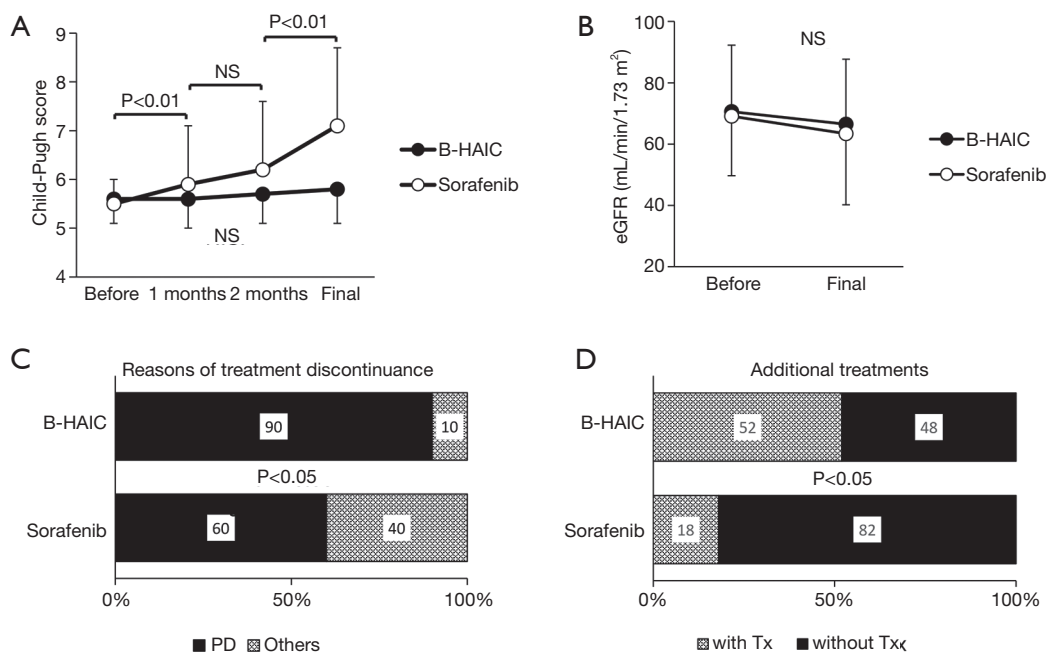 A
Child-Pugh score
9
8
7
6
5
4
P<0.01
NS
P<0.01
NS
Before 1 months 2 months Final
B-HAIC
Sorafenib
B
eGFR (mL/min/1.73 m²)
100
80
60
40
20
NS
Before Final
B-HAIC
Sorafenib
C
Reasons of treatment discontinuance
B-HAIC
90 10
P<0.05
Sorafenib
60 40
0% 50% 100%
PD Others
D
Additional treatments
B-HAIC
52 48
P<0.05
Sorafenib
18 82
0% 50% 100%
with Tx without Tx